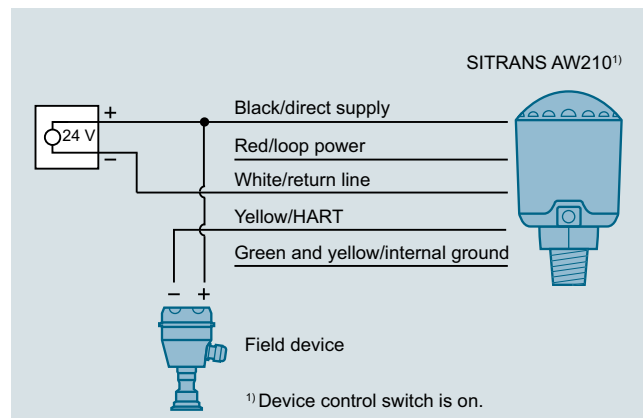 SITRANS AW210¹⁾
+
24 V
–
Black/direct supply
Red/loop power
White/return line
Yellow/HART
Green and yellow/internal ground
– +
Field device
¹⁾ Device control switch is on.